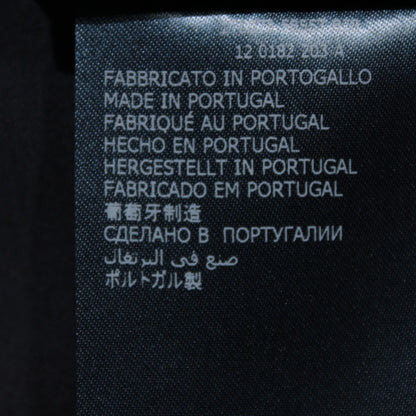 12 0182 203 A
FABBRICATO IN PORTOGALLO
MADE IN PORTUGAL
FABRIQUÉ AU PORTUGAL
HECHO EN PORTUGAL
HERGESTELLT IN PORTUGAL
FABRICADO EM PORTUGAL
葡萄牙制造
СДЕЛАНО В ПОРТУГАЛИИ
صنع في البرتغال
ポルトガル製